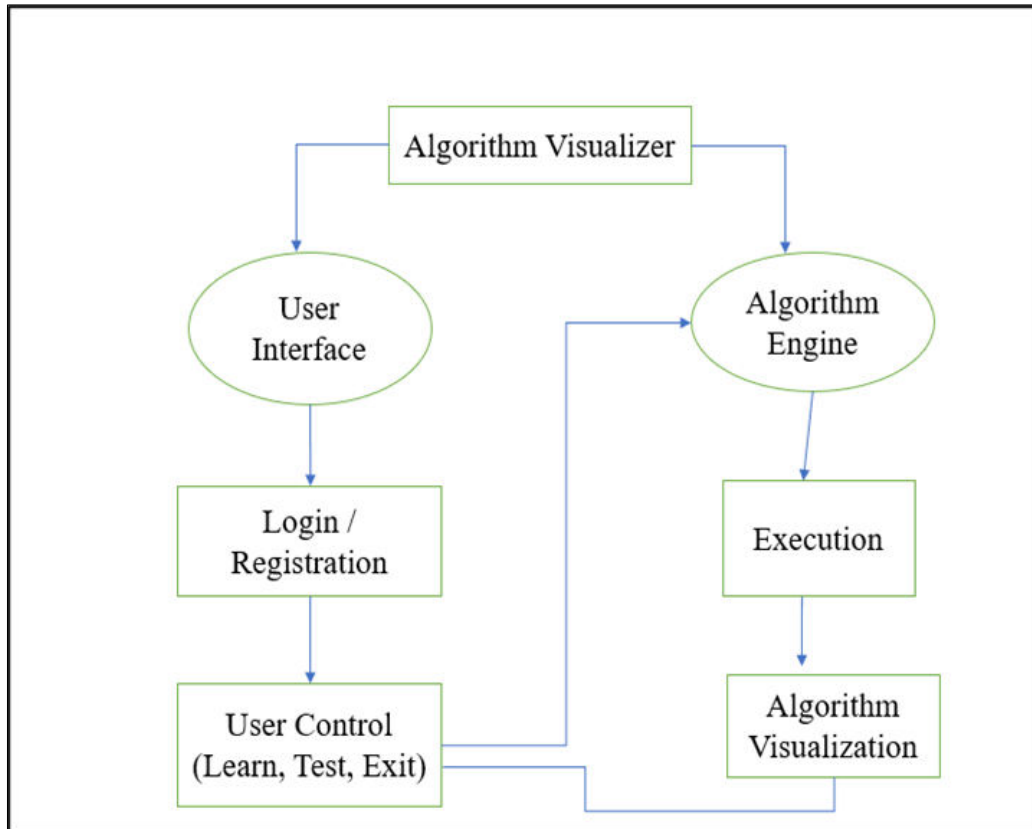 Algorithm Visualizer
User
Interface
Algorithm
Engine
Login /
Registration
Execution
User Control
(Learn, Test, Exit)
Algorithm
Visualization